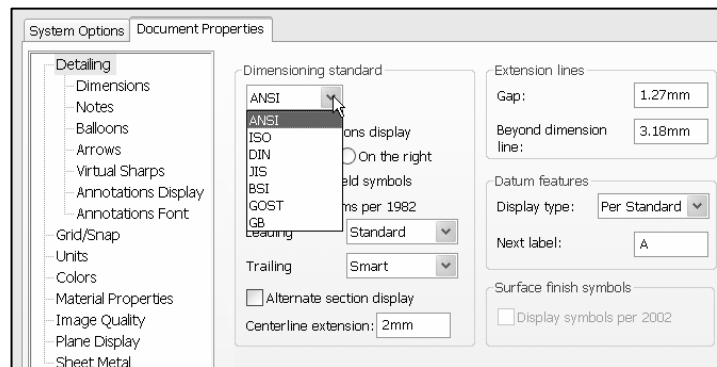 System Options Document Properties
Detailing
Dimensions
Notes
Balloons
Arrows
Virtual Sharps
Annotations Display
Annotations Font
Grid/Snap
Units
Colors
Material Properties
Image Quality
Plane Display
Sheet Metal
Dimensioning standard
ANSI
ANSI
ISO
DIN
JIS
BSI
GOST
GB
display
On the right
symbols
per 1982
Leading Standard
Trailing Smart
Alternate section display
Centerline extension: 2mm
Extension lines
Gap: 1.27mm
Beyond dimension line: 3.18mm
Datum features
Display type: Per Standard
Next label: A
Surface finish symbols
Display symbols per 2002